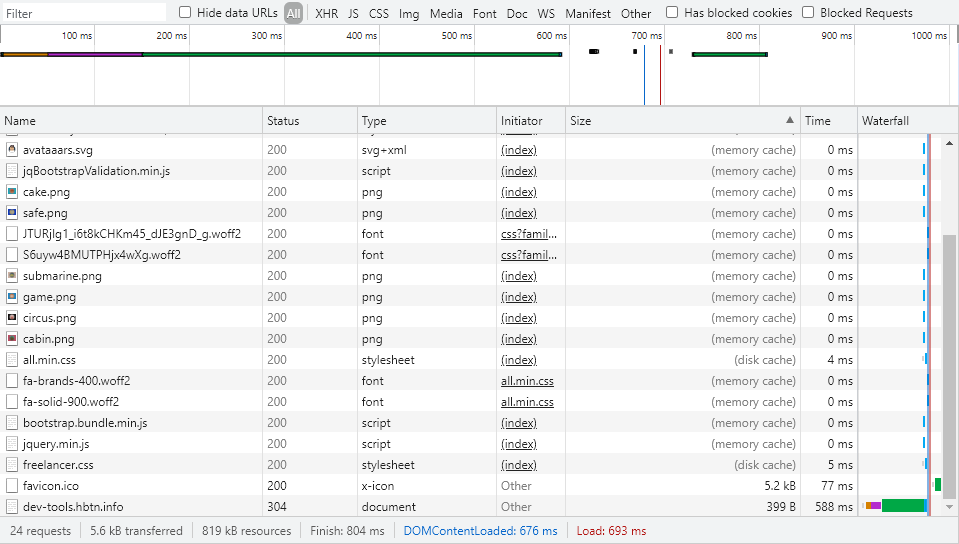 Filter Hide data URLs All XHR JS CSS Img Media Font Doc WS Manifest Other Has blocked cookies Blocked Requests
100 ms 200 ms 300 ms 400 ms 500 ms 600 ms 700 ms 800 ms 900 ms 1000 ms
Name Status Type Initiator Size Time Waterfall
avataaars.svg 200 svg+xml (index) (memory cache) 0 ms
jqBootstrapValidation.min.js 200 script (index) (memory cache) 0 ms
cake.png 200 png (index) (memory cache) 0 ms
safe.png 200 png (index) (memory cache) 0 ms
JTURjIg1_i6t8kCHKm45_dJE3gnD_g.woff2 200 font css?famil... (memory cache) 0 ms
S6uyw4BMUTPHjx4wXg.woff2 200 font css?famil... (memory cache) 0 ms
submarine.png 200 png (index) (memory cache) 0 ms
game.png 200 png (index) (memory cache) 0 ms
circus.png 200 png (index) (memory cache) 0 ms
cabin.png 200 png (index) (memory cache) 0 ms
all.min.css 200 stylesheet (index) (disk cache) 4 ms
fa-brands-400.woff2 200 font all.min.css (memory cache) 0 ms
fa-solid-900.woff2 200 font all.min.css (memory cache) 0 ms
bootstrap.bundle.min.js 200 script (index) (memory cache) 0 ms
jquery.min.js 200 script (index) (memory cache) 0 ms
freelancer.css 200 stylesheet (index) (disk cache) 5 ms
favicon.ico 200 x-icon Other 5.2 kB 77 ms
dev-tools.hbtn.info 304 document Other 399 B 588 ms
24 requests 5.6 kB transferred 819 kB resources Finish: 804 ms DOMContentLoaded: 676 ms Load: 693 ms